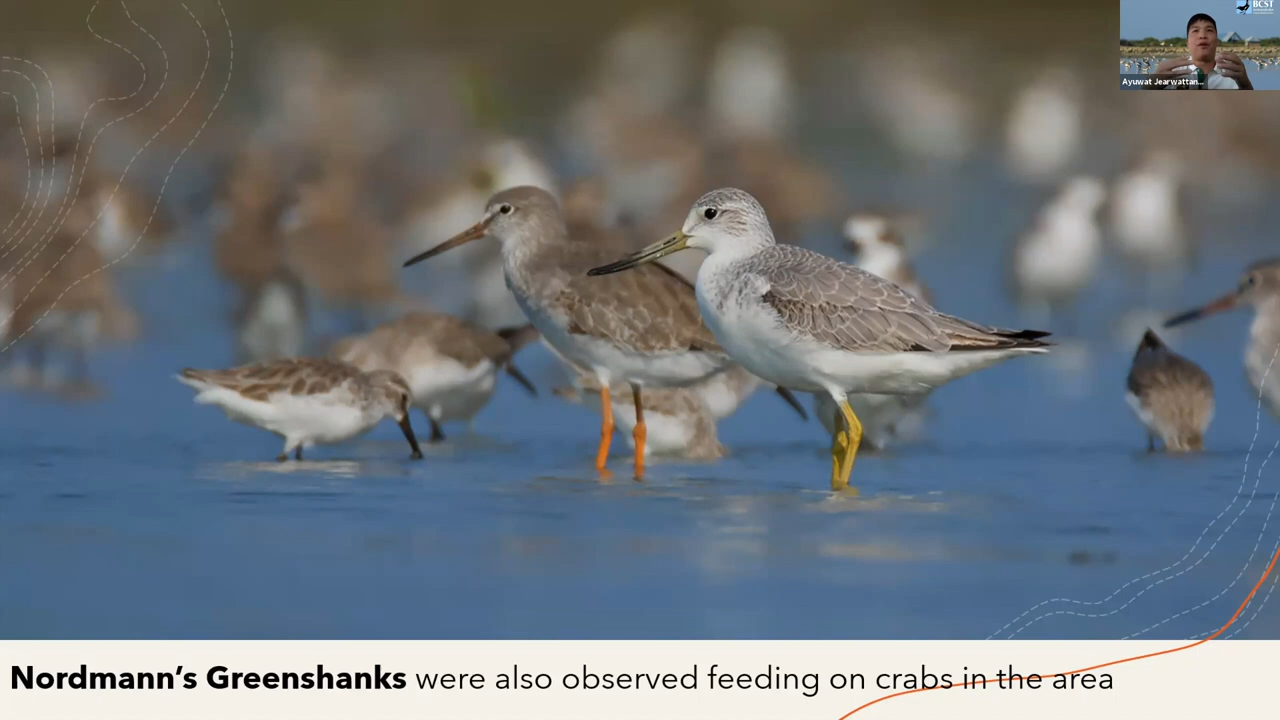 BCST
Ayuwat Jearwattan...
Nordmann's Greenshanks were also observed feeding on crabs in the area